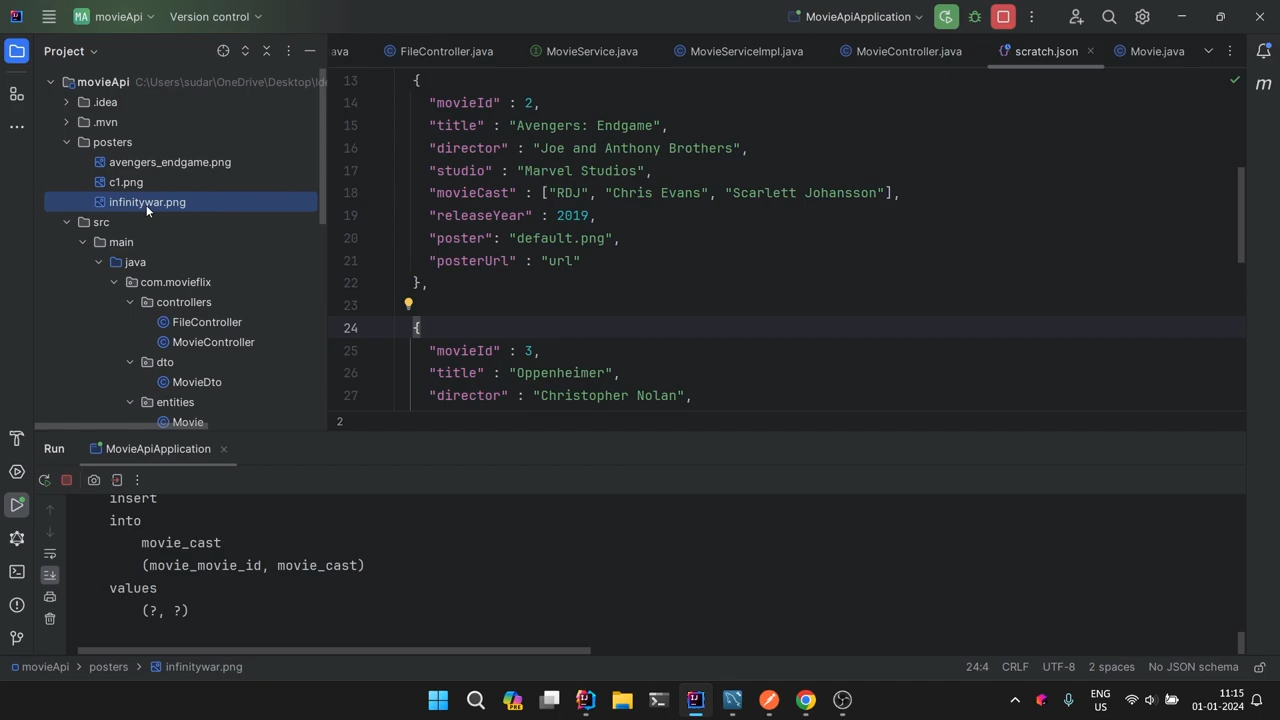 MA movieApi Version control MovieApiApplication
Project
ava FileController.java MovieService.java MovieServiceImpl.java MovieController.java scratch.json Movie.java
movieApi C:\Users\sudar\OneDrive\Desktop\Ide
.idea
.mvn
posters
avengers_endgame.png
c1.png
infinitywar.png
src
main
java
com.movieflix
controllers
FileController
MovieController
dto
MovieDto
entities
Movie
13 {
14 "movieId" : 2,
15 "title" : "Avengers: Endgame",
16 "director" : "Joe and Anthony Brothers",
17 "studio" : "Marvel Studios",
18 "movieCast" : ["RDJ", "Chris Evans", "Scarlett Johansson"],
19 "releaseYear" : 2019,
20 "poster": "default.png",
21 "posterUrl" : "url"
22 },
23
24 {
25 "movieId" : 3,
26 "title" : "Oppenheimer",
27 "director" : "Christopher Nolan",
2
m
Run MovieApiApplication
insert
into
movie_cast
(movie_movie_id, movie_cast)
values
(?, ?)
movieApi posters infinitywar.png 24:4 CRLF UTF-8 2 spaces No JSON schema
PRE
ENG
US
11:15
01-01-2024